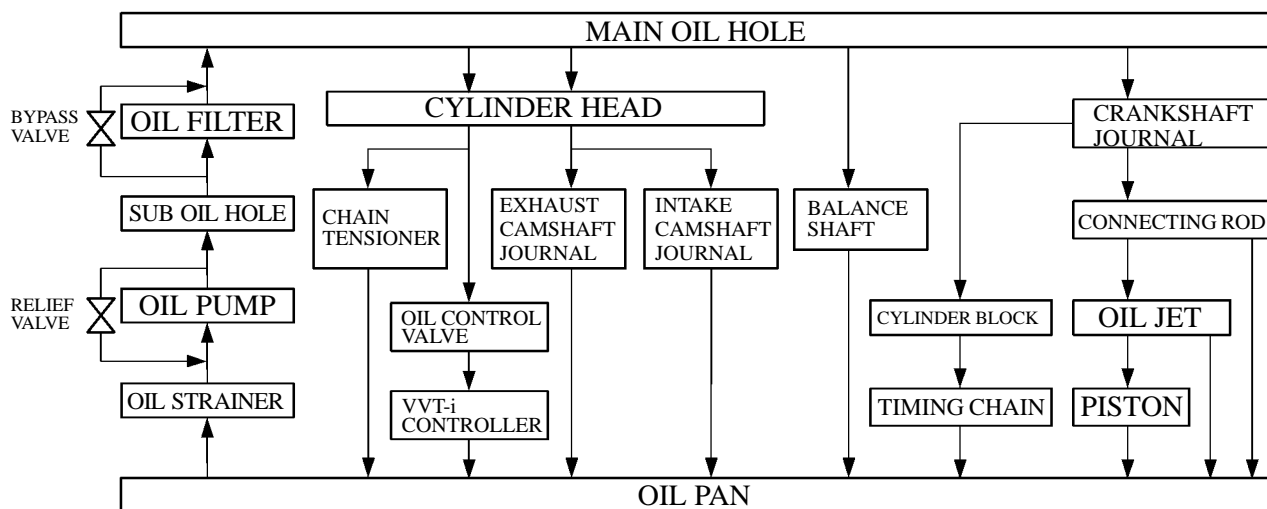 MAIN OIL HOLE
BYPASS
VALVE
OIL FILTER
CYLINDER HEAD
CRANKSHAFT
JOURNAL
SUB OIL HOLE
CHAIN
TENSIONER
EXHAUST
CAMSHAFT
JOURNAL
INTAKE
CAMSHAFT
JOURNAL
BALANCE
SHAFT
CONNECTING ROD
RELIEF
VALVE
OIL PUMP
OIL CONTROL
VALVE
CYLINDER BLOCK
OIL JET
OIL STRAINER
VVT-i
CONTROLLER
TIMING CHAIN
PISTON
OIL PAN